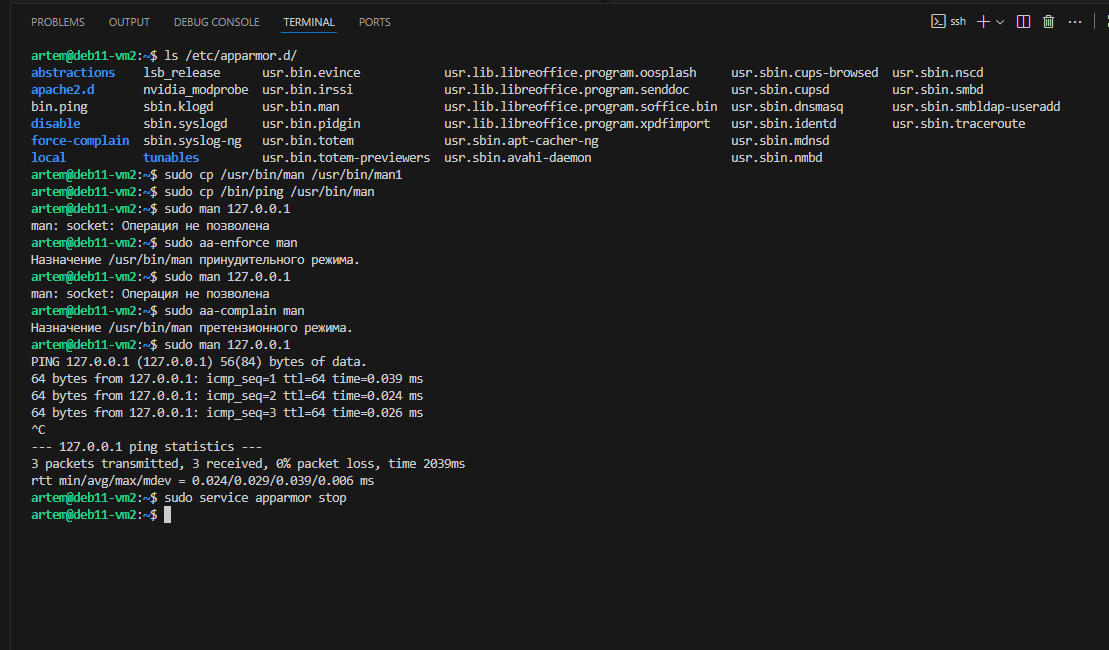 PROBLEMS OUTPUT DEBUG CONSOLE TERMINAL PORTS ssh
artem@deb11-vm2:~$ ls /etc/apparmor.d/
abstractions lsb_release usr.bin.evince usr.lib.libreoffice.program.oosplash usr.sbin.cups-browsed usr.sbin.nscd
apache2.d nvidia_modprobe usr.bin.irssi usr.lib.libreoffice.program.senddoc usr.sbin.cupsd usr.sbin.smbd
bin.ping sbin.klogd usr.bin.man usr.lib.libreoffice.program.soffice.bin usr.sbin.dnsmasq usr.sbin.smbldap-useradd
disable sbin.syslogd usr.bin.pidgin usr.lib.libreoffice.program.xpdfimport usr.sbin.identd usr.sbin.traceroute
force-complain sbin.syslog-ng usr.bin.totem usr.sbin.apt-cacher-ng usr.sbin.mdnsd
local tunables usr.bin.totem-previewers usr.sbin.avahi-daemon usr.sbin.nmbd
artem@deb11-vm2:~$ sudo cp /usr/bin/man /usr/bin/man1
artem@deb11-vm2:~$ sudo cp /bin/ping /usr/bin/man
artem@deb11-vm2:~$ sudo man 127.0.0.1
man: socket: Операция не позволена
artem@deb11-vm2:~$ sudo aa-enforce man
Назначение /usr/bin/man принудительного режима.
artem@deb11-vm2:~$ sudo man 127.0.0.1
man: socket: Операция не позволена
artem@deb11-vm2:~$ sudo aa-complain man
Назначение /usr/bin/man претензионного режима.
artem@deb11-vm2:~$ sudo man 127.0.0.1
PING 127.0.0.1 (127.0.0.1) 56(84) bytes of data.
64 bytes from 127.0.0.1: icmp_seq=1 ttl=64 time=0.039 ms
64 bytes from 127.0.0.1: icmp_seq=2 ttl=64 time=0.024 ms
64 bytes from 127.0.0.1: icmp_seq=3 ttl=64 time=0.026 ms
^C
--- 127.0.0.1 ping statistics ---
3 packets transmitted, 3 received, 0% packet loss, time 2039ms
rtt min/avg/max/mdev = 0.024/0.029/0.039/0.006 ms
artem@deb11-vm2:~$ sudo service apparmor stop
artem@deb11-vm2:~$